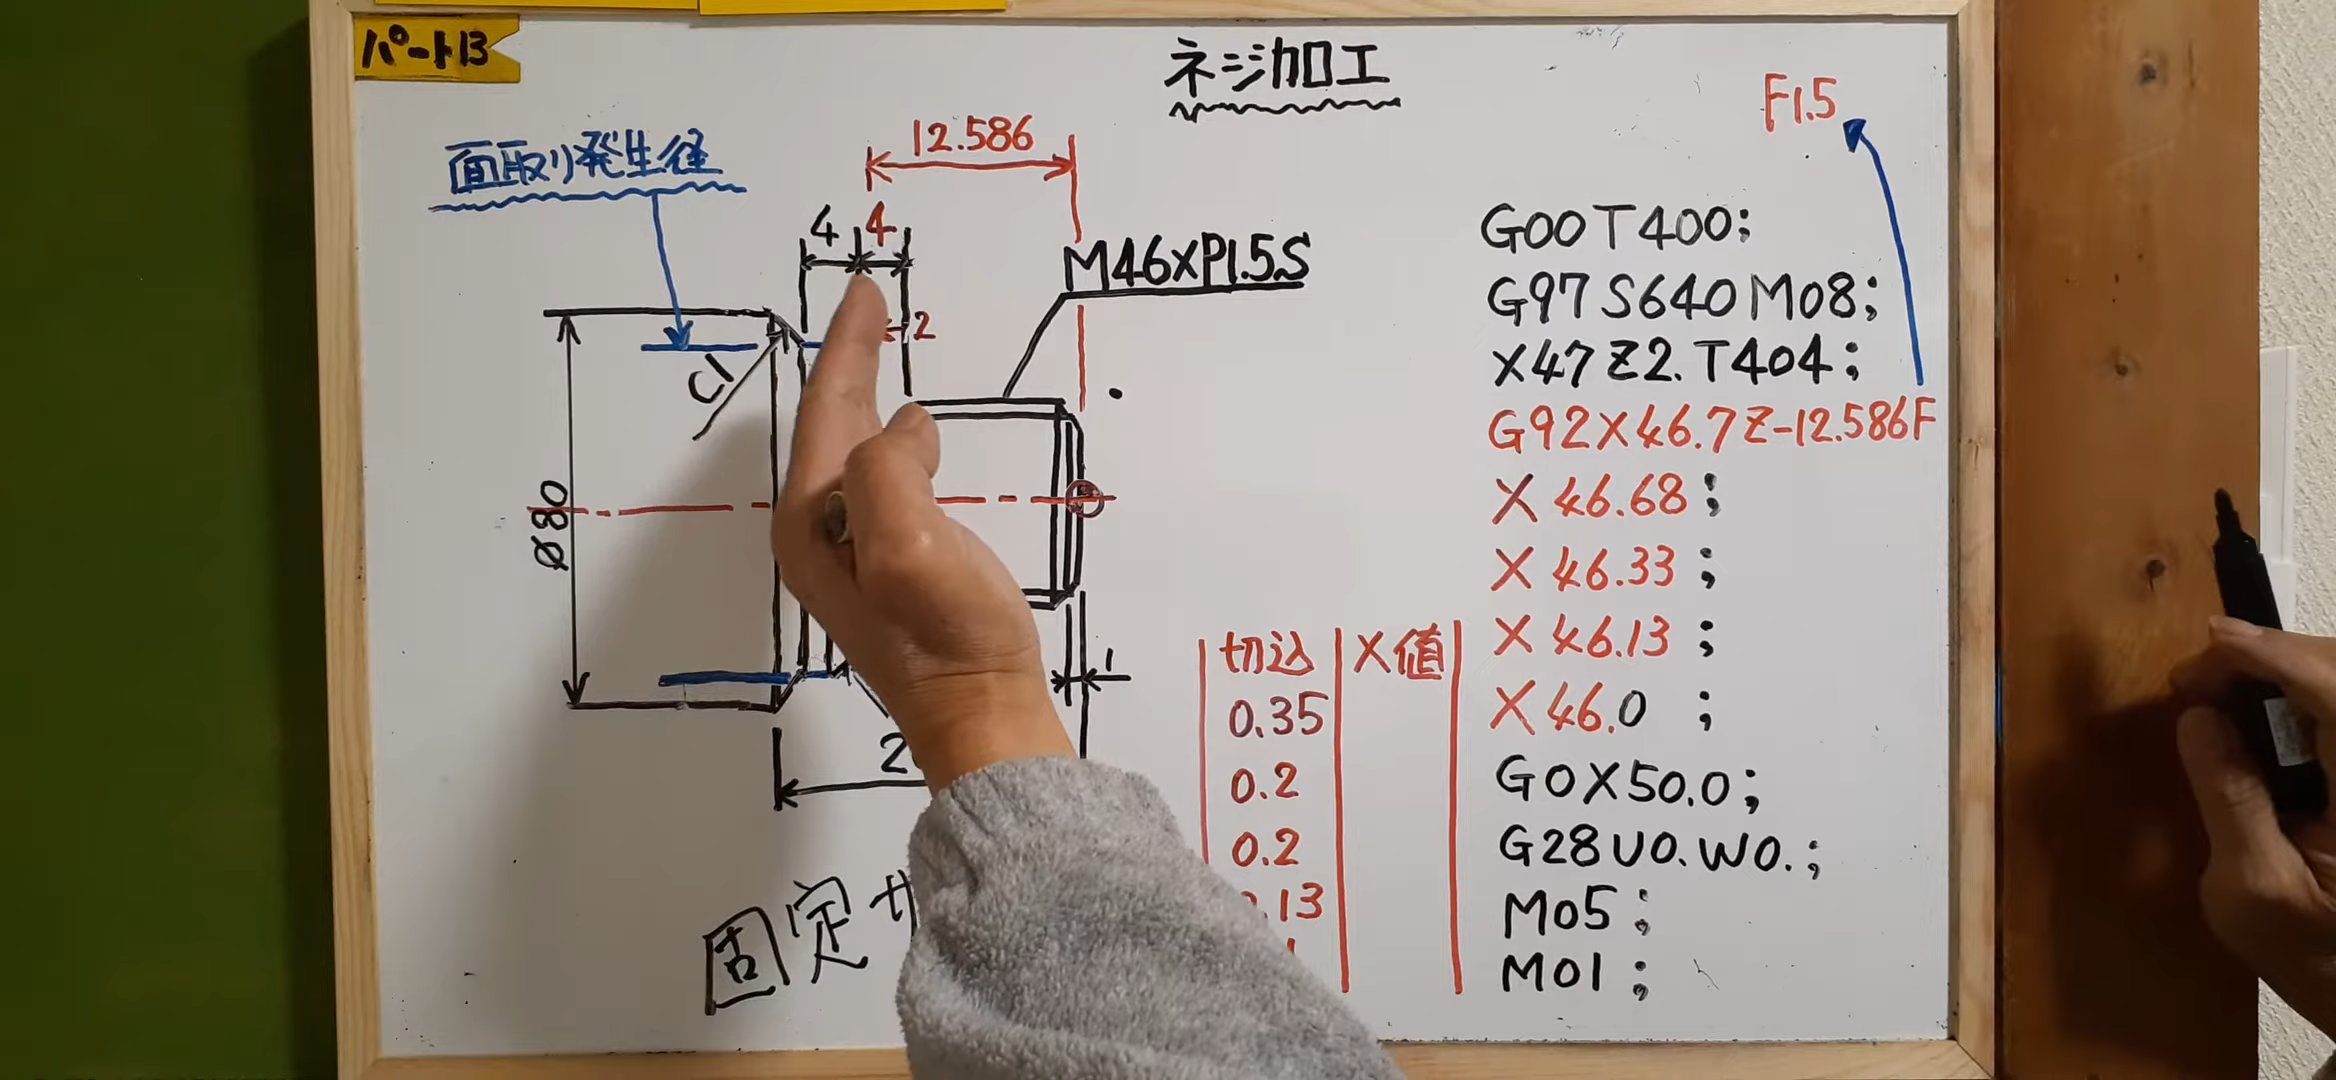 パート13
ネジ加工
F1.5
面取り発生径
12.586
4
4
M46×P1.5S
2
C1
ø80
1
固定
切込
X値
0.35
0.2
0.2
G00T400;
G97S640M08;
X47Z2.T404;
G92X46.7Z-12.586F
X46.68;
X46.33;
X46.13;
X46.0;
G0X50.0;
G28U0.W0.;
M05;
M01;